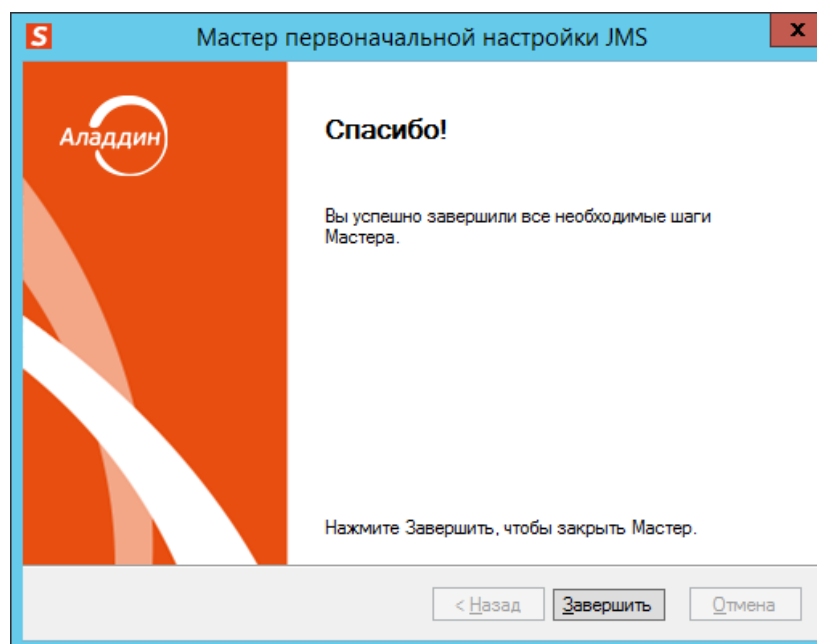 S
Мастер первоначальной настройки JMS
x
Аладдин
Спасибо!
Вы успешно завершили все необходимые шаги
Мастера.
Нажмите Завершить, чтобы закрыть Мастер.
< Назад
Завершить
Отмена